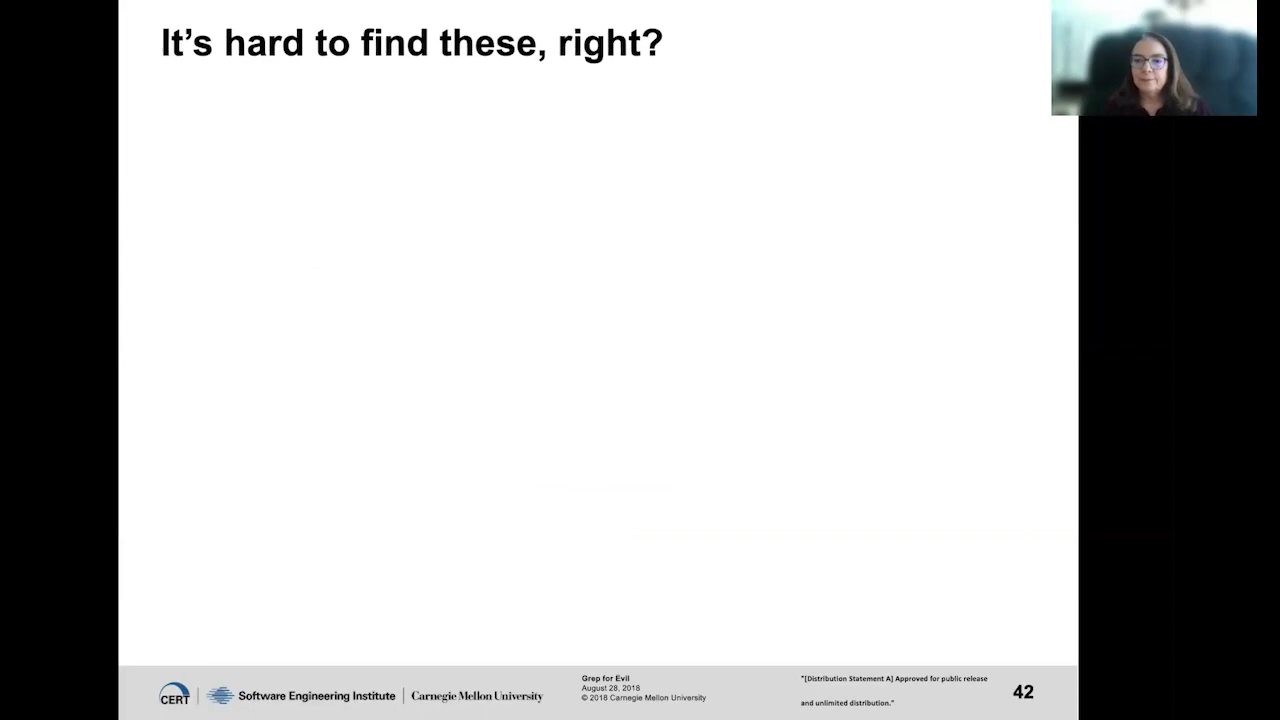 It's hard to find these, right?
CERT
Software Engineering Institute
Carnegie Mellon University
Grep for Evil
August 28, 2018
© 2018 Carnegie Mellon University
"[Distribution Statement A] Approved for public release
and unlimited distribution."
42